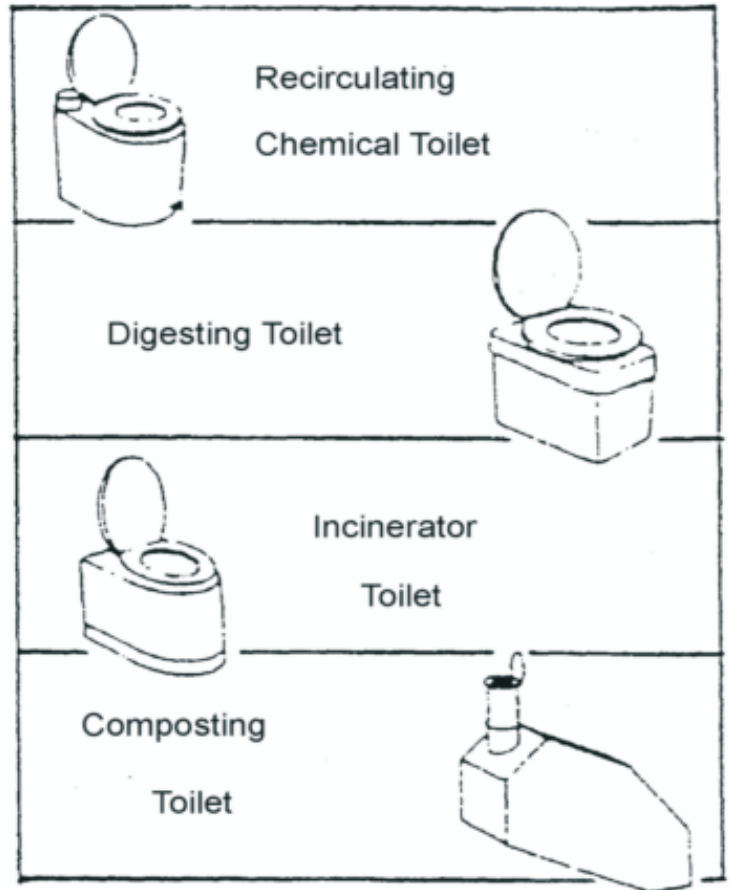 Recirculating
Chemical Toilet
Digesting Toilet
Incinerator
Toilet
Composting
Toilet